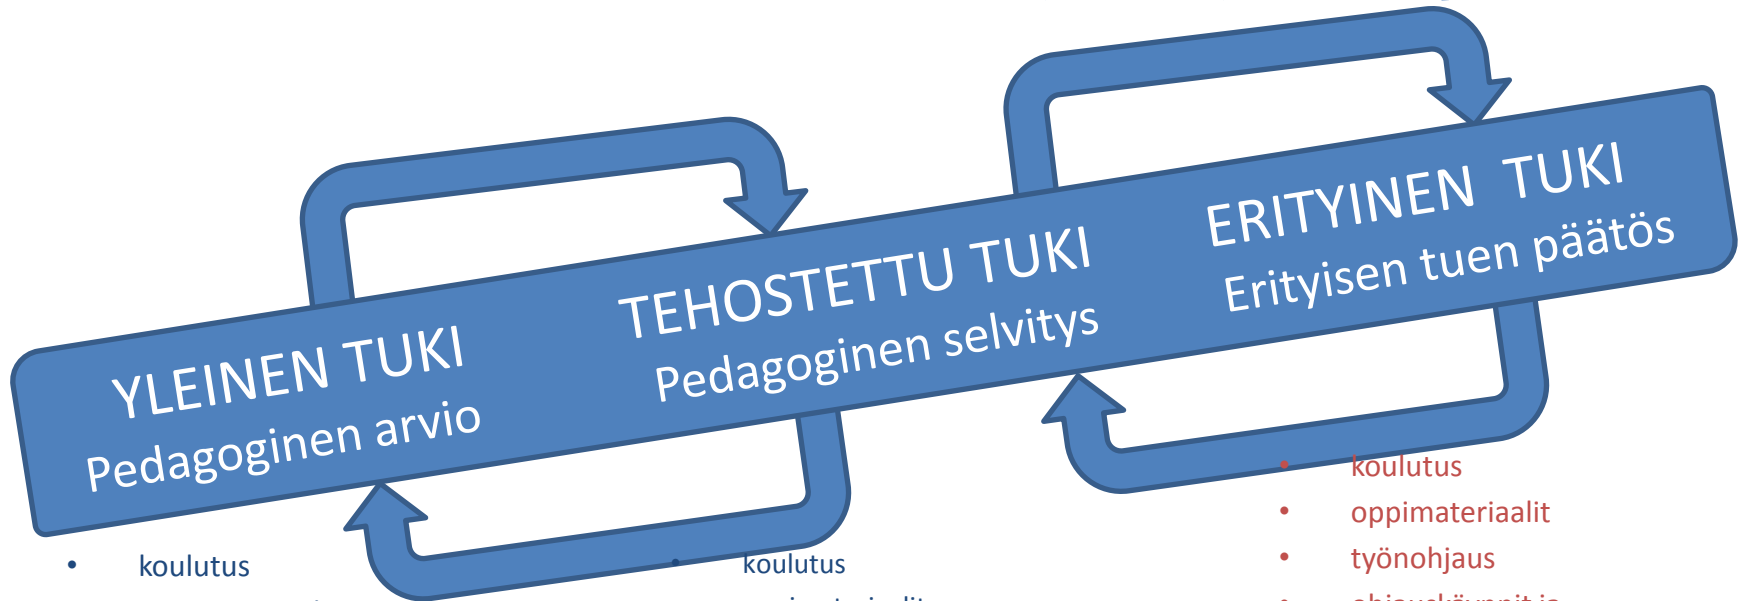 YLEINEN TUKI
Pedagoginen arvio
TEHOSTETTU TUKI
Pedagoginen selvitys
ERITYINEN TUKI
Erityisen tuen päätös
• koulutus
• koulutus
• koulutus
• oppimateriaalit
• työnohjaus